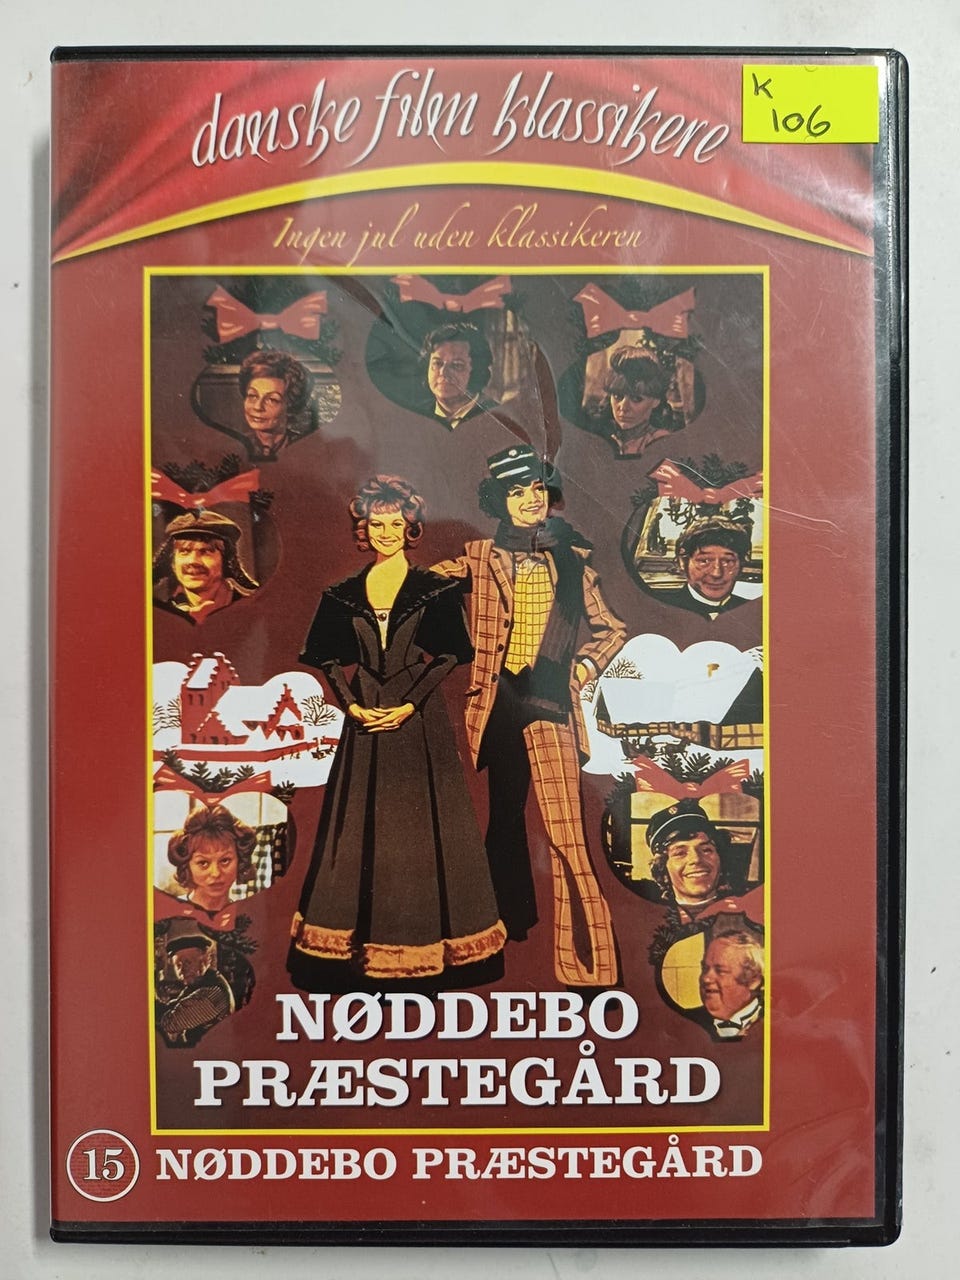 danske film klassikere
K
106
Ingen jul uden klassikeren
NØDDEBO
PRÆSTEGÅRD
15 NØDDEBO PRÆSTEGÅRD